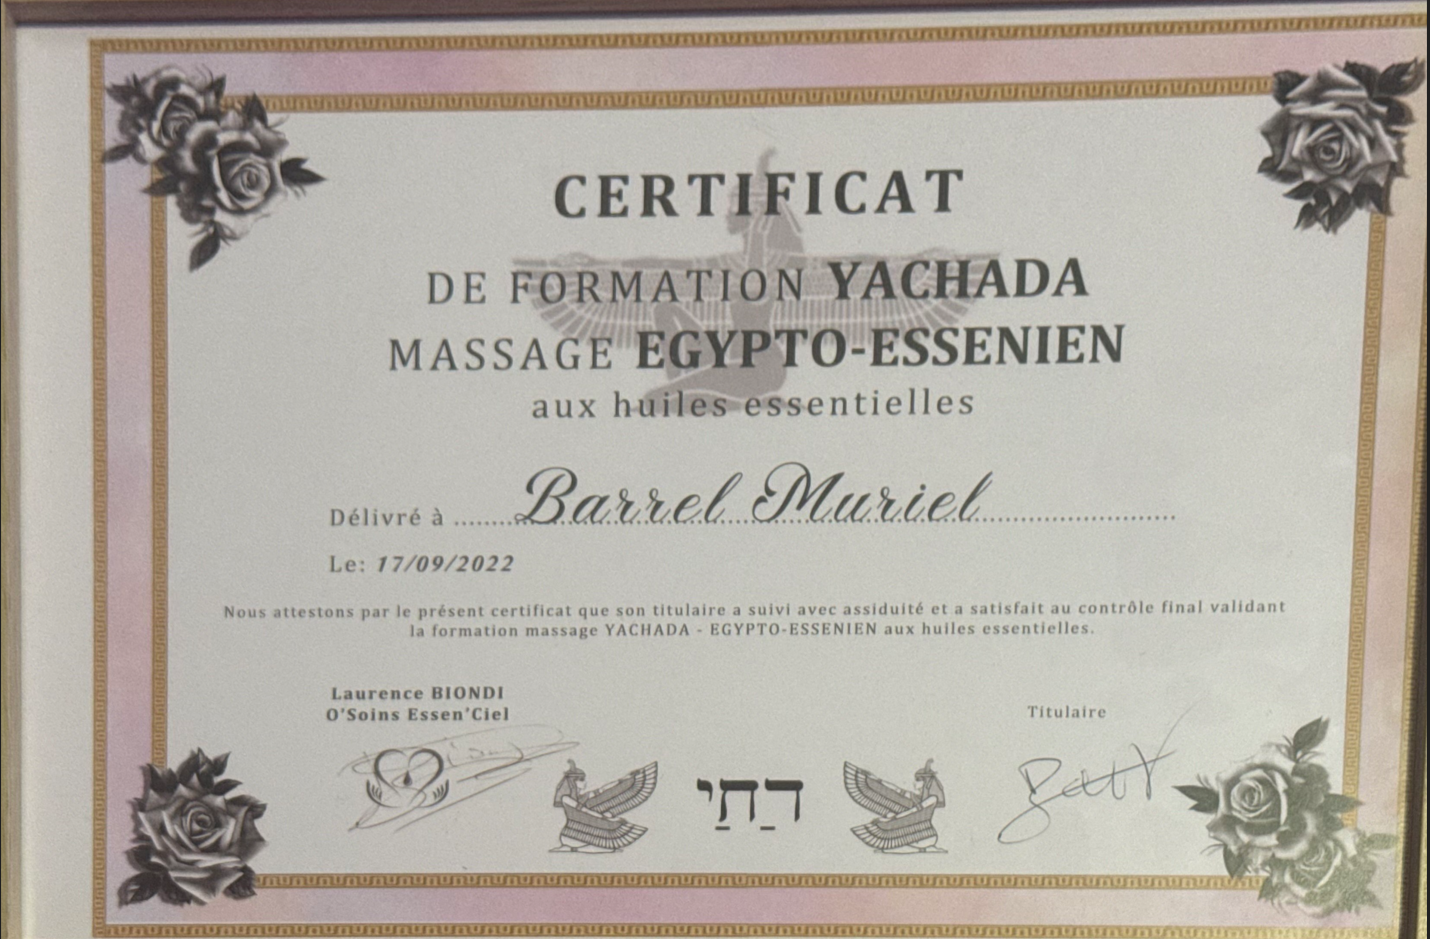 CERTIFICAT
DE FORMATION YACHADA
MASSAGE EGYPTO-ESSENIEN
aux huiles essentielles
Délivré à ........Barrel Muriel........................
Le: 17/09/2022
Nous attestons par le présent certificat que son titulaire a suivi avec assiduité et a satisfait au contrôle final validant
la formation massage YACHADA - EGYPTO-ESSENIEN aux huiles essentielles.
Laurence BIONDI
O'Soins Essen'Ciel
Titulaire